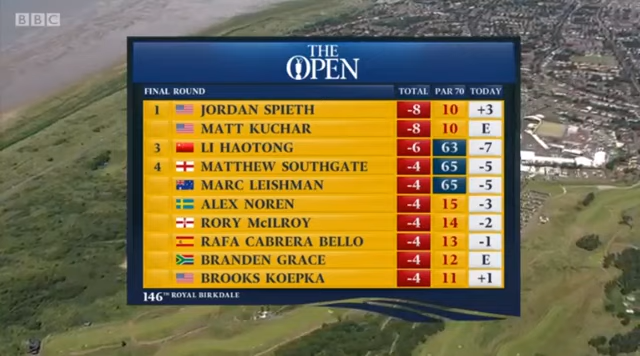 BBC
THE
OPEN
FINAL ROUND TOTAL PAR 70 TODAY
1 JORDAN SPIETH -8 10 +3
MATT KUCHAR -8 10 E
3 LI HAOTONG -6 63 -7
4 MATTHEW SOUTHGATE -4 65 -5
MARC LEISHMAN -4 65 -5
ALEX NOREN -4 15 -3
RORY McILROY -4 14 -2
RAFA CABRERA BELLO -4 13 -1
BRANDEN GRACE -4 12 E
BROOKS KOEPKA -4 11 +1
146TH ROYAL BIRKDALE